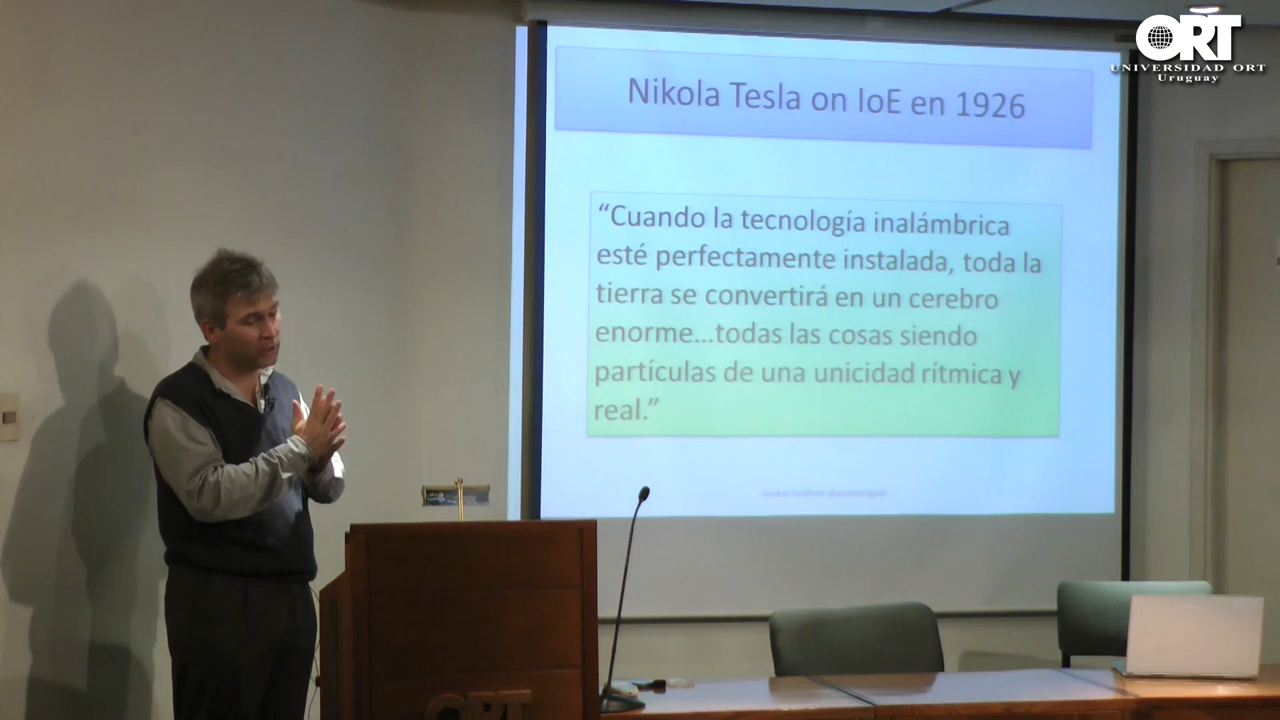 ORT
UNIVERSIDAD ORT
Uruguay
Nikola Tesla on IoE en 1926
“Cuando la tecnología inalámbrica
esté perfectamente instalada, toda la
tierra se convertirá en un cerebro
enorme...todas las cosas siendo
partículas de una unicidad rítmica y
real.”
ORT